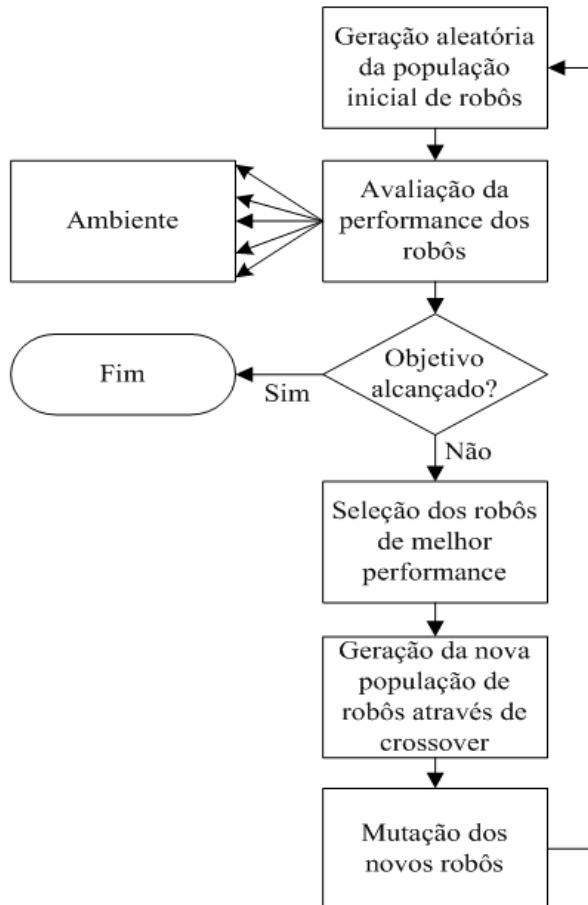 Geração aleatória
da população
inicial de robôs
Ambiente
Avaliação da
performance dos
robôs
Objetivo
alcançado?
Fim
Sim
Não
Seleção dos robôs
de melhor
performance
Geração da nova
população de
robôs através de
crossover
Mutação dos
novos robôs